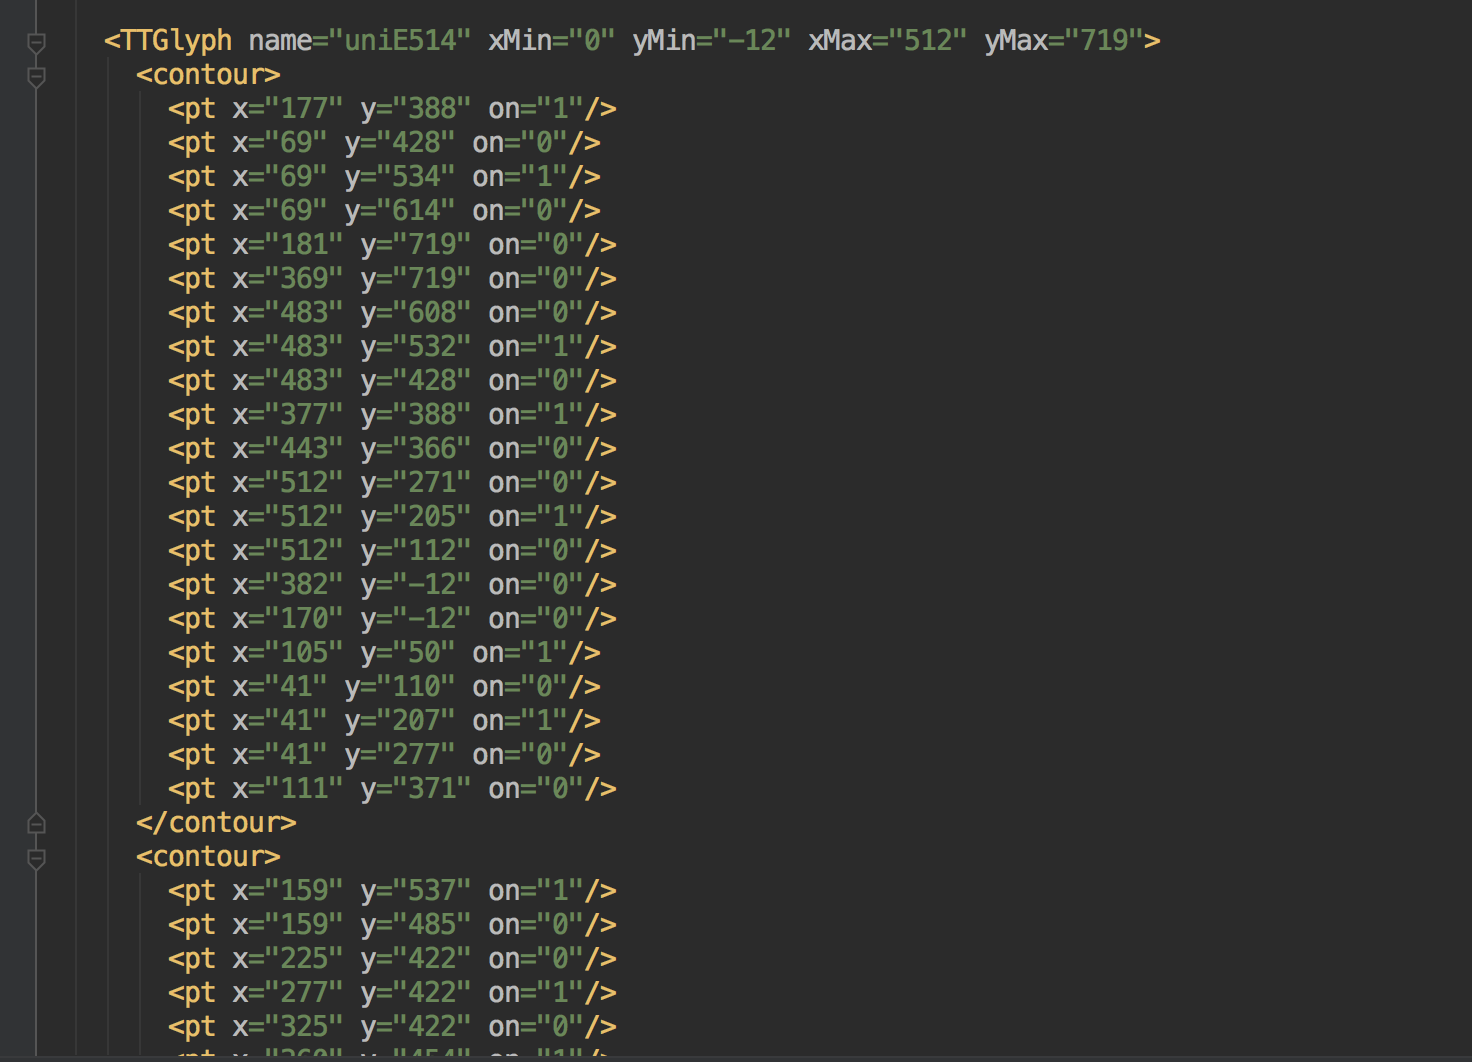 <TTGlyph name="uniE514" xMin="0" yMin="-12" xMax="512" yMax="719">
<contour>
<pt x="177" y="388" on="1"/>
<pt x="69" y="428" on="0"/>
<pt x="69" y="534" on="1"/>
<pt x="69" y="614" on="0"/>
<pt x="181" y="719" on="0"/>
<pt x="369" y="719" on="0"/>
<pt x="483" y="608" on="0"/>
<pt x="483" y="532" on="1"/>
<pt x="483" y="428" on="0"/>
<pt x="377" y="388" on="1"/>
<pt x="443" y="366" on="0"/>
<pt x="512" y="271" on="0"/>
<pt x="512" y="205" on="1"/>
<pt x="512" y="112" on="0"/>
<pt x="382" y="-12" on="0"/>
<pt x="170" y="-12" on="0"/>
<pt x="105" y="50" on="1"/>
<pt x="41" y="110" on="0"/>
<pt x="41" y="207" on="1"/>
<pt x="41" y="277" on="0"/>
<pt x="111" y="371" on="0"/>
</contour>
<contour>
<pt x="159" y="537" on="1"/>
<pt x="159" y="485" on="0"/>
<pt x="225" y="422" on="0"/>
<pt x="277" y="422" on="1"/>
<pt x="325" y="422" on="0"/>